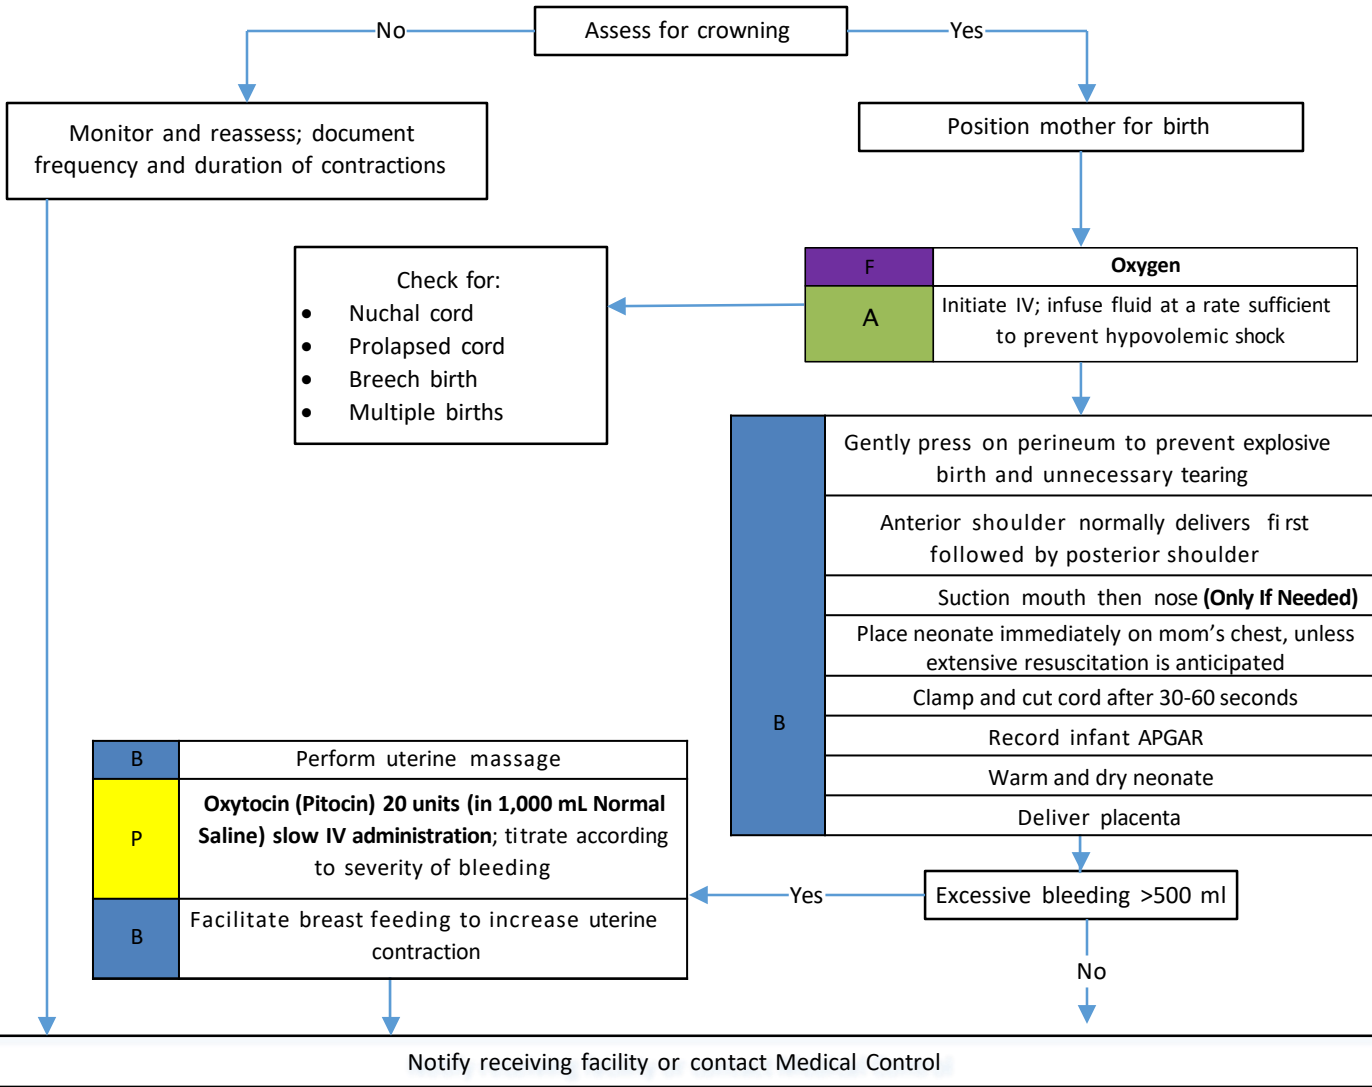 Assess for crowning
No
Yes
Monitor and reassess; document
frequency and duration of contractions
Position mother for birth
F
Oxygen
A
Initiate IV; infuse fluid at a rate sufficient
to prevent hypovolemic shock
Check for:
• Nuchal cord
• Prolapsed cord
• Breech birth
• Multiple births
B
Gently press on perineum to prevent explosive
birth and unnecessary tearing
Anterior shoulder normally delivers fi rst
followed by posterior shoulder
Suction mouth then nose (Only If Needed)
Place neonate immediately on mom’s chest, unless
extensive resuscitation is anticipated
Clamp and cut cord after 30-60 seconds
Record infant APGAR
Warm and dry neonate
Deliver placenta
Excessive bleeding >500 ml
Yes
No
B
Perform uterine massage
P
Oxytocin (Pitocin) 20 units (in 1,000 mL Normal
Saline) slow IV administration; titrate according
to severity of bleeding
B
Facilitate breast feeding to increase uterine
contraction
Notify receiving facility or contact Medical Control